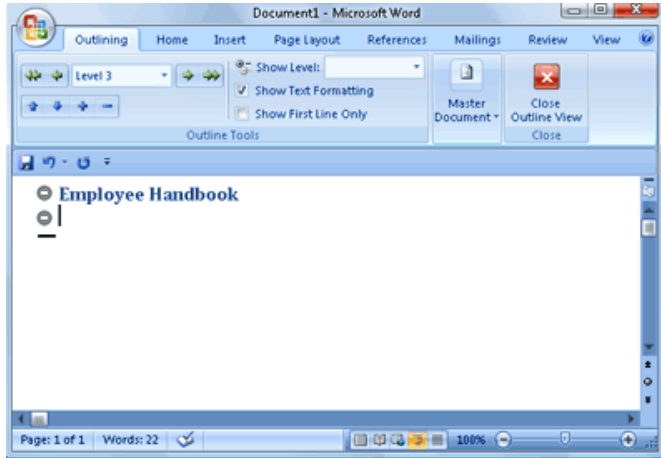 Document1 - Microsoft Word
Outlining Home Insert Page Layout References Mailings Review View
Level 3
Show Level:
Show Text Formatting
Show First Line Only
Outline Tools
Master Document
Close Outline View
Close
Employee Handbook
Page: 1 of 1 Words: 22 100%